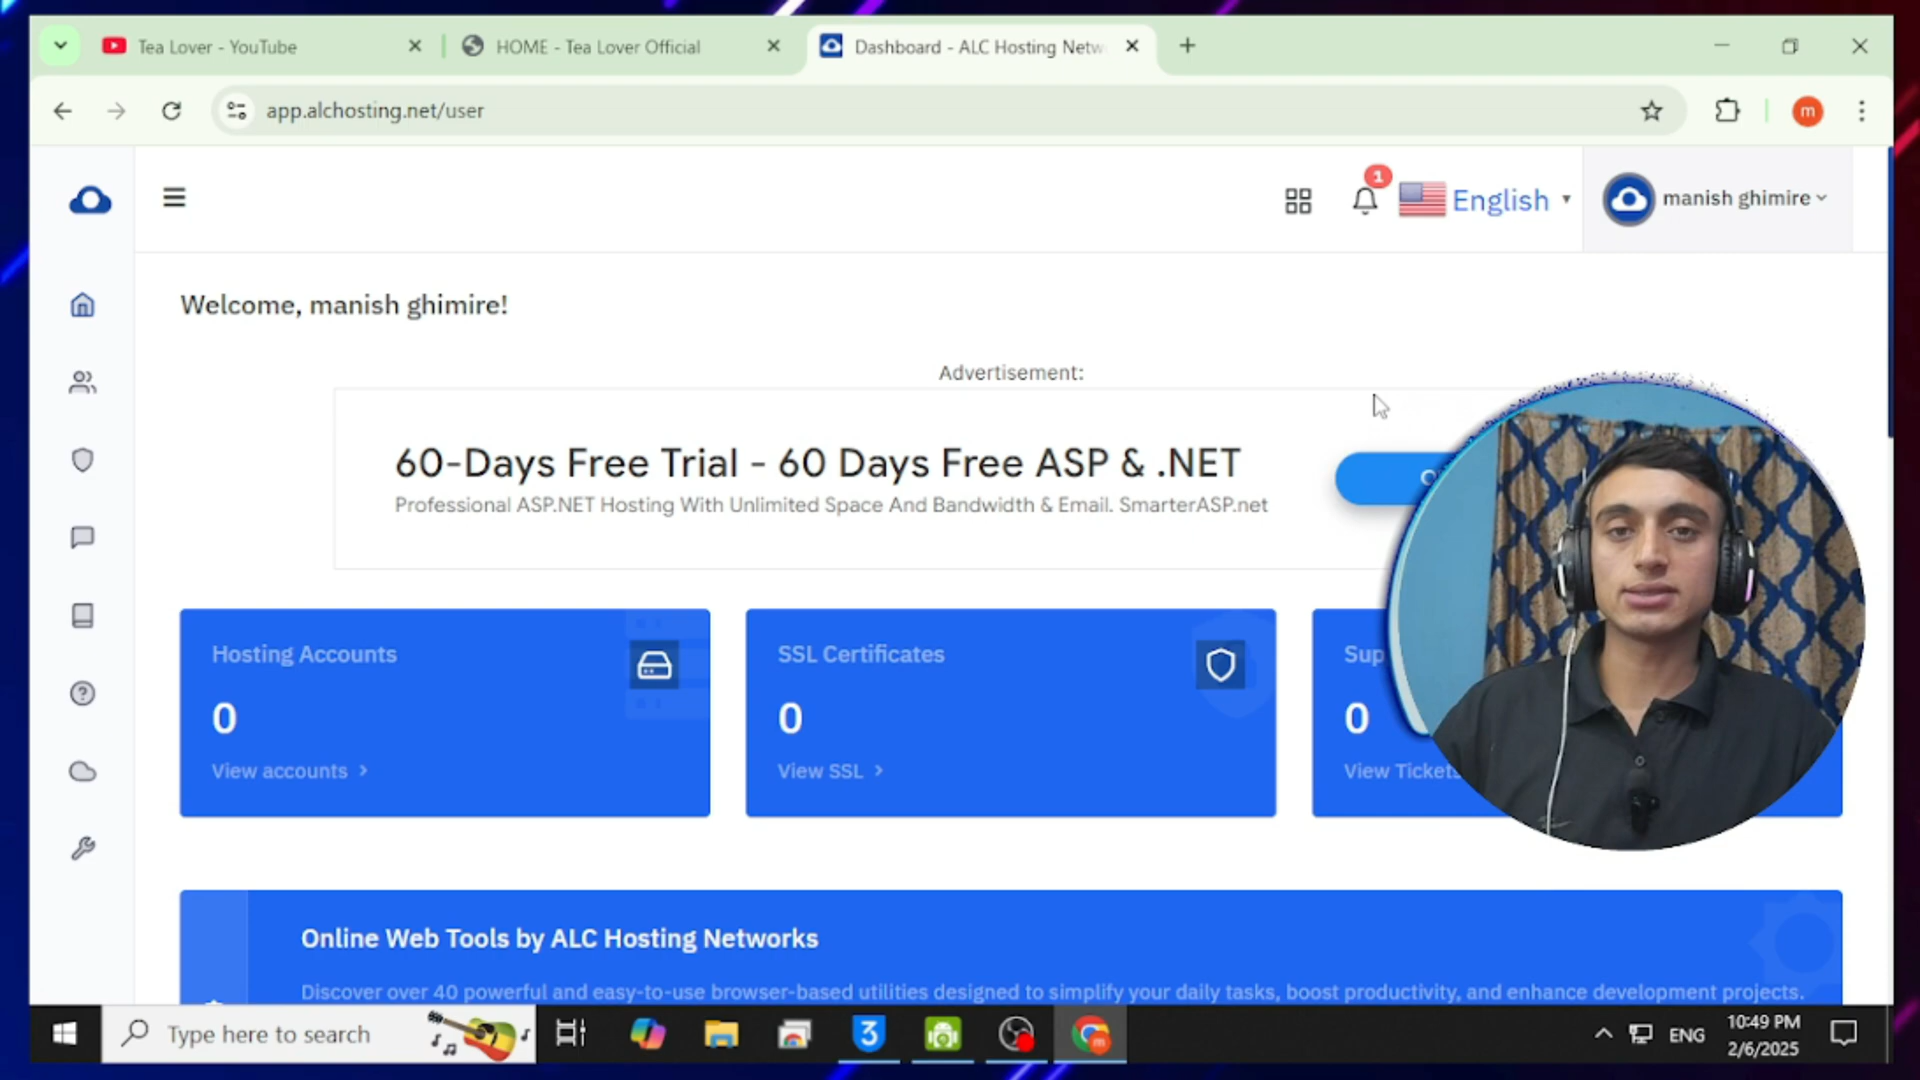 Tea Lover - YouTube
HOME - Tea Lover Official
Dashboard - ALC Hosting Netw
app.alchosting.net/user
m
1
English
manish ghimire
Welcome, manish ghimire!
Advertisement:
60-Days Free Trial - 60 Days Free ASP & .NET
Professional ASP.NET Hosting With Unlimited Space And Bandwidth & Email. SmarterASP.net
Hosting Accounts
0
View accounts
SSL Certificates
0
View SSL
Sup
0
View Tickets
Online Web Tools by ALC Hosting Networks
Discover over 40 powerful and easy-to-use browser-based utilities designed to simplify your daily tasks, boost productivity, and enhance development projects.
Type here to search
3
m
ENG
10:49 PM
2/6/2025